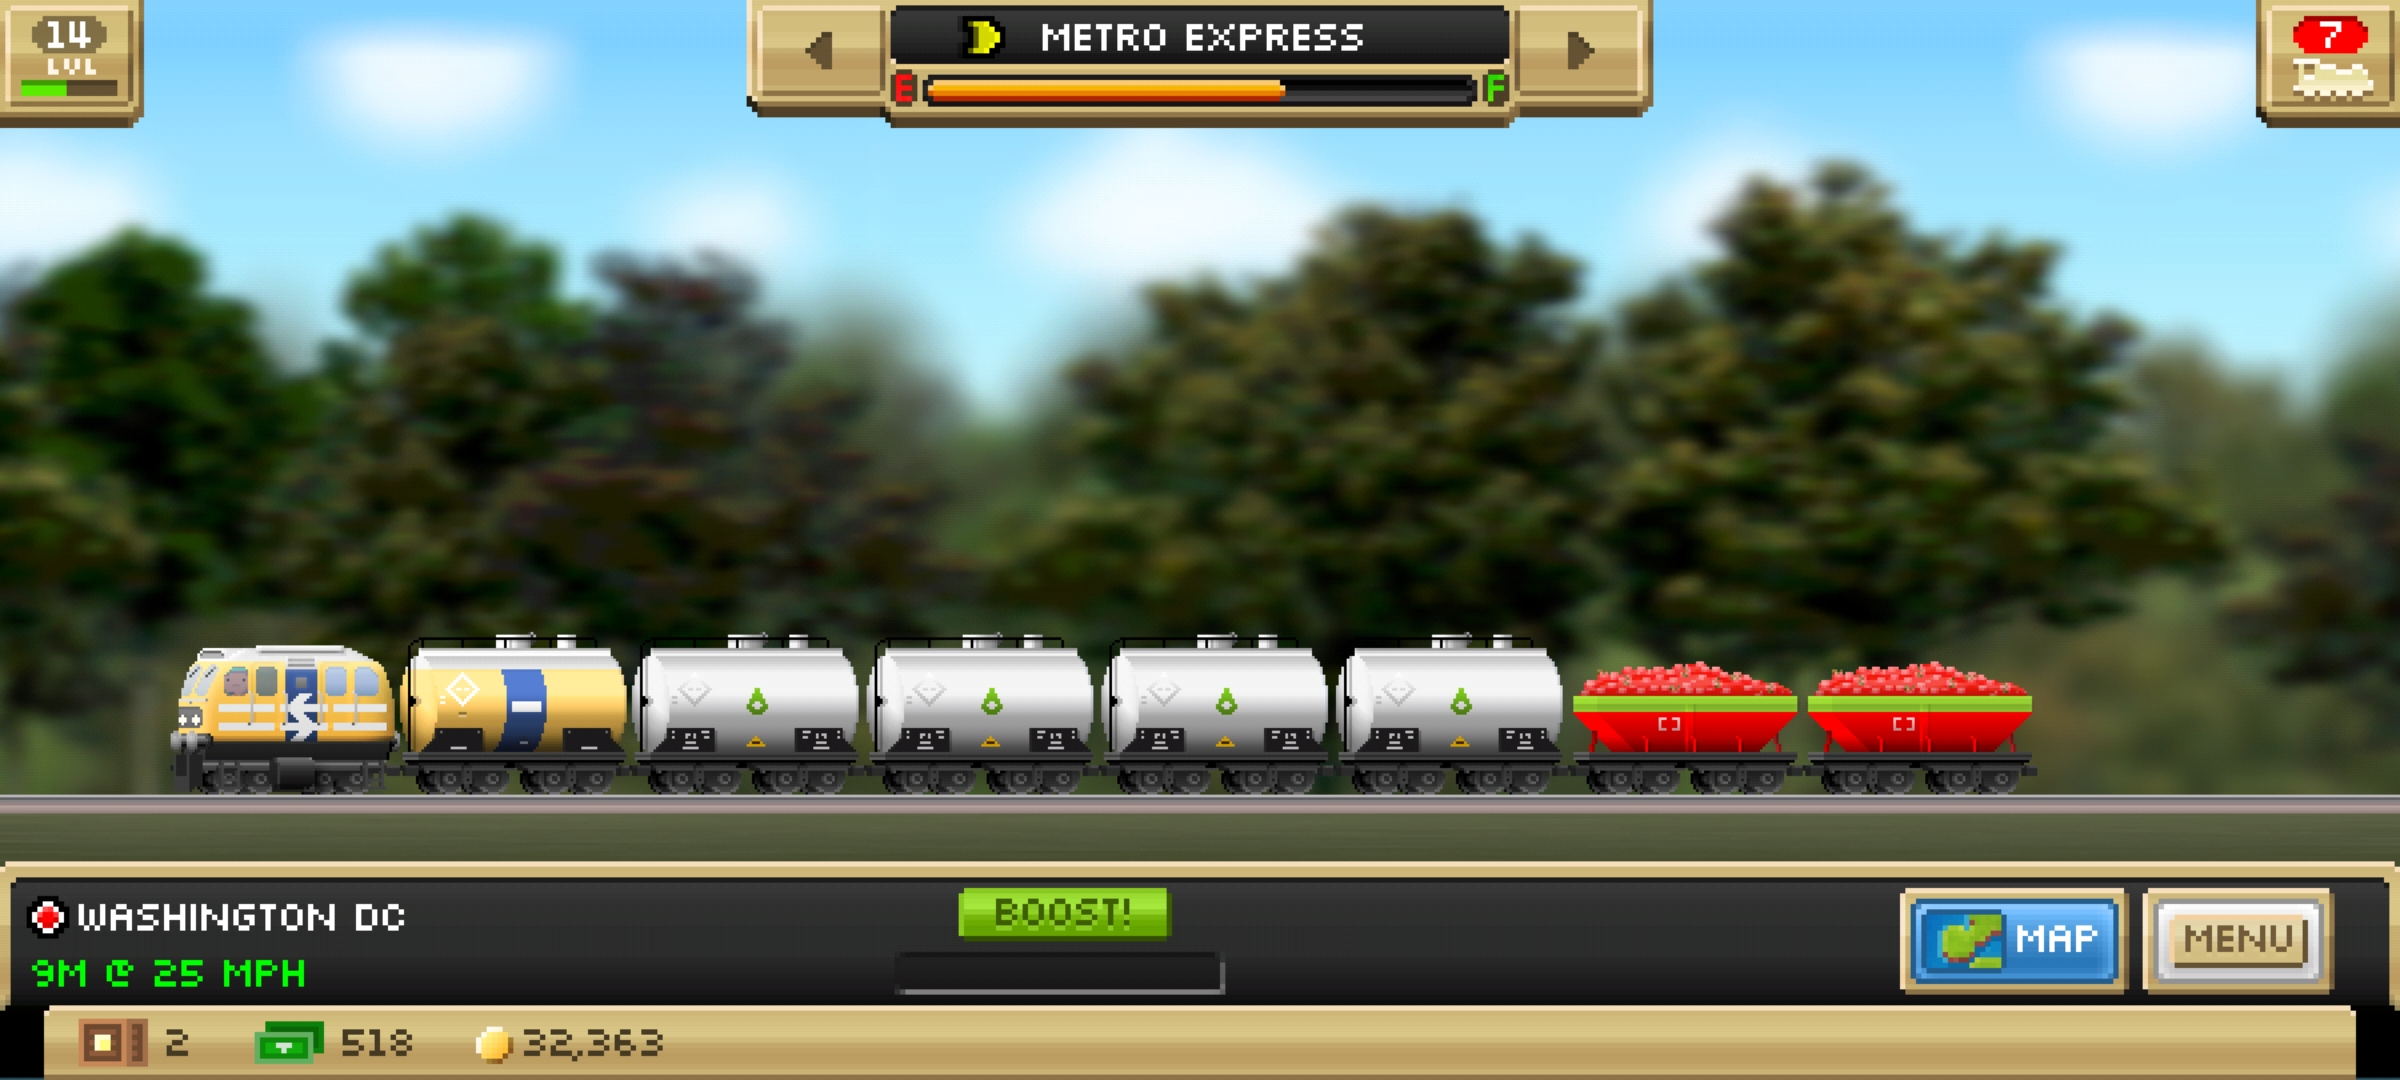 14
LVL
METRO EXPRESS
E F
7
WASHINGTON DC
9M @ 25 MPH
BOOST!
MAP
MENU
2
518
32,363